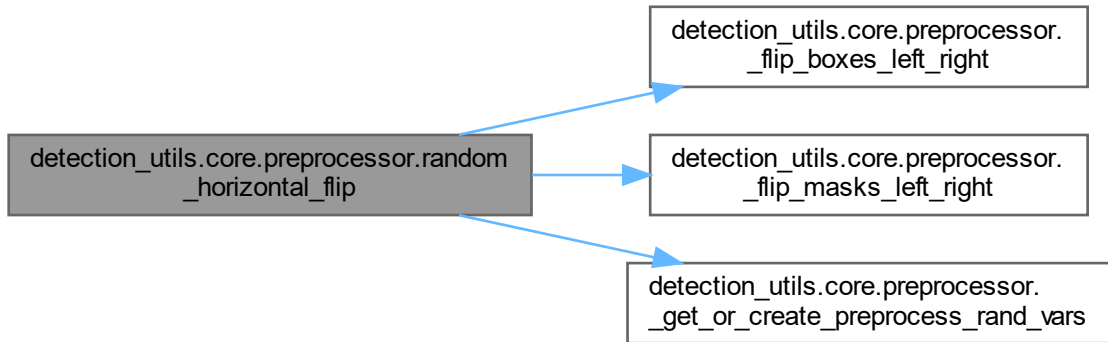 detection_utils.core.preprocessor.random
_horizontal_flip
detection_utils.core.preprocessor.
_flip_boxes_left_right
detection_utils.core.preprocessor.
_flip_masks_left_right
detection_utils.core.preprocessor.
_get_or_create_preprocess_rand_vars